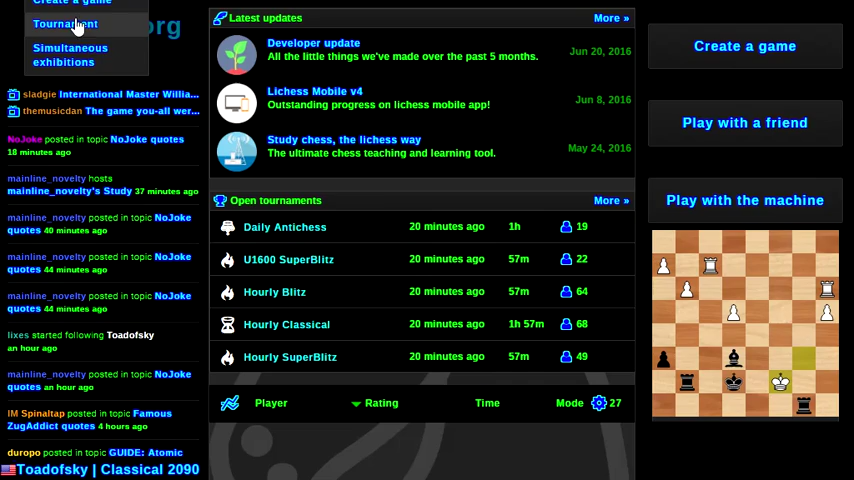 Create a game
Tournament
org
Simultaneous
exhibitions
sladgie International Master Willia...
themusicdan The game you-all wer...
NoJoke posted in topic NoJoke quotes
18 minutes ago
mainline_novelty hosts
mainline_novelty's Study 37 minutes ago
mainline_novelty posted in topic NoJoke
quotes 40 minutes ago
mainline_novelty posted in topic NoJoke
quotes 44 minutes ago
mainline_novelty posted in topic NoJoke
quotes 44 minutes ago
lixes started following Toadofsky
an hour ago
mainline_novelty posted in topic NoJoke
quotes an hour ago
IM Spinaltap posted in topic Famous
ZugAddict quotes 4 hours ago
duropo posted in topic GUIDE: Atomic
Toadofsky | Classical 2090
Latest updates More »
Developer update
All the little things we've made over the past 5 months. Jun 20, 2016
Lichess Mobile v4
Outstanding progress on lichess mobile app! Jun 8, 2016
Study chess, the lichess way
The ultimate chess teaching and learning tool. May 24, 2016
Open tournaments More »
Daily Antichess 20 minutes ago 1h 19
U1600 SuperBlitz 20 minutes ago 57m 22
Hourly Blitz 20 minutes ago 57m 64
Hourly Classical 20 minutes ago 1h 57m 68
Hourly SuperBlitz 20 minutes ago 57m 49
Player Rating Time Mode 27
Create a game
Play with a friend
Play with the machine